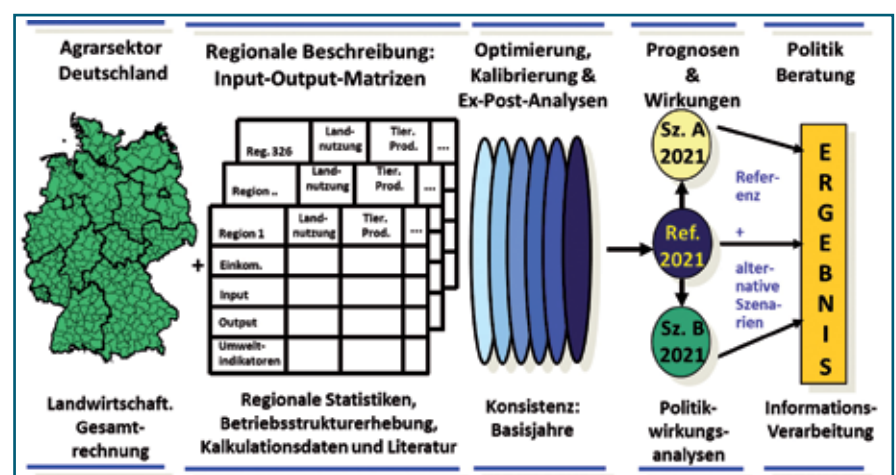 Agrarsektor
Deutschland
Regionale Beschreibung:
Input-Output-Matrizen
Optimierung,
Kalibrierung &
Ex-Post-Analysen
Prognosen
&
Wirkungen
Politik
Beratung
Reg. 326
Land-
nutzung
Tier.
Prod.
...
Region ..
Land-
nutzung
Tier.
Prod.
...
Region 1
Land-
nutzung
Tier.
Prod.
...
Einkom.
Input
Output
Umwelt-
indikatoren
+
Sz. A
2021
Ref.
2021
Sz. B
2021
Referenz
Refer-
enz
+
alter-
native
Szena-
rien
E
R
G
E
B
N
I
S
Landwirtschaft.
Gesamt-
rechnung
Regionale Statistiken,
Betriebsstrukturerhebung,
Kalkulationsdaten und Literatur
Konsistenz:
Basisjahre
Politik-
wirkungs-
analysen
Informations-
Verarbeitung